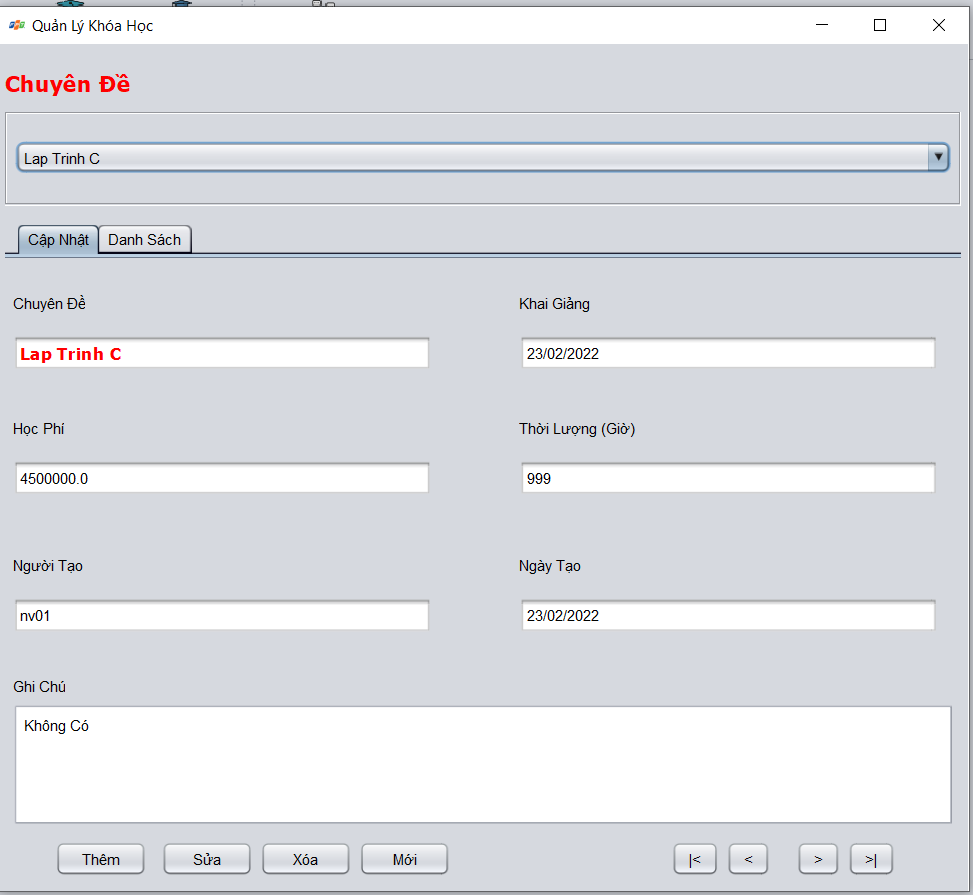 Quản Lý Khóa Học
Chuyên Đề
Lap Trinh C
Cập Nhật Danh Sách
Chuyên Đề Khai Giảng
Lap Trinh C 23/02/2022
Học Phí Thời Lượng (Giờ)
4500000.0 999
Người Tạo Ngày Tạo
nv01 23/02/2022
Ghi Chú
Không Có
Thêm Sửa Xóa Mới |< < > >|